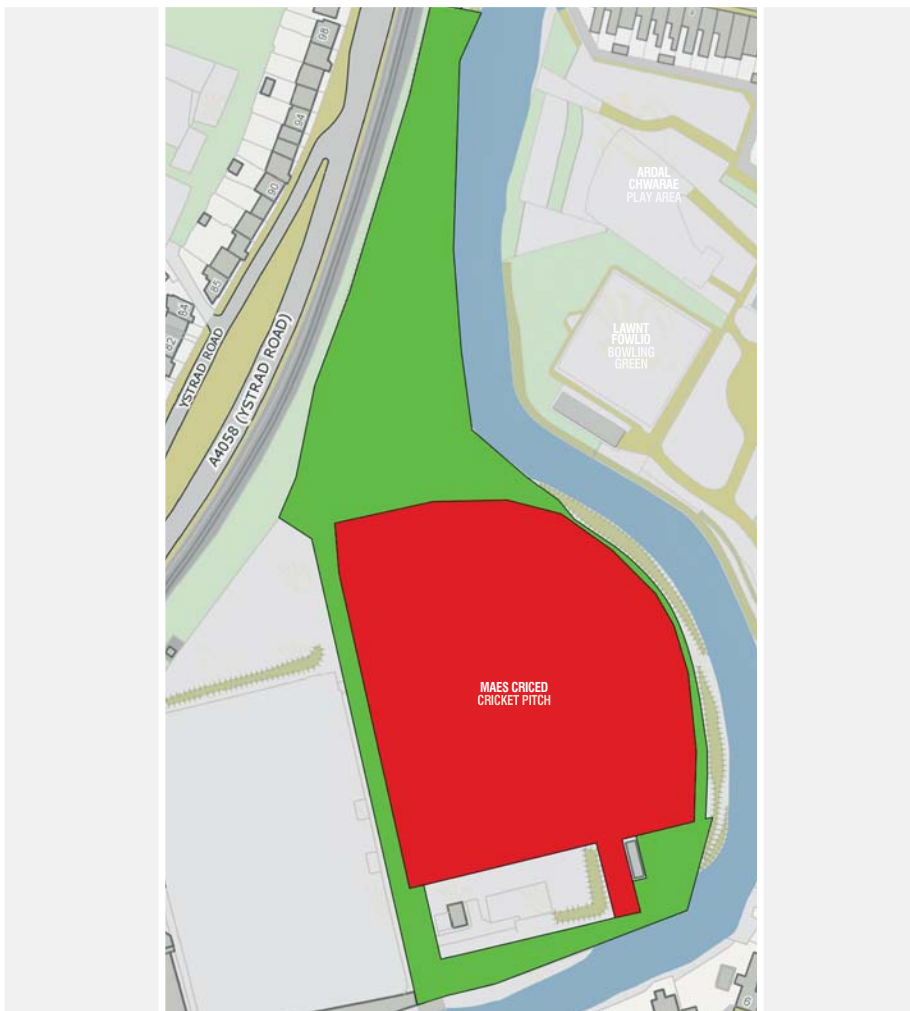 98
94
90
85
84
82
YSTRAD ROAD
A4058 (YSTRAD ROAD)
ARDAL
CHWARAE
PLAY AREA
LAWNT
FOWLIO
BOWLING
GREEN
MAES CRICED
CRICKET PITCH
6